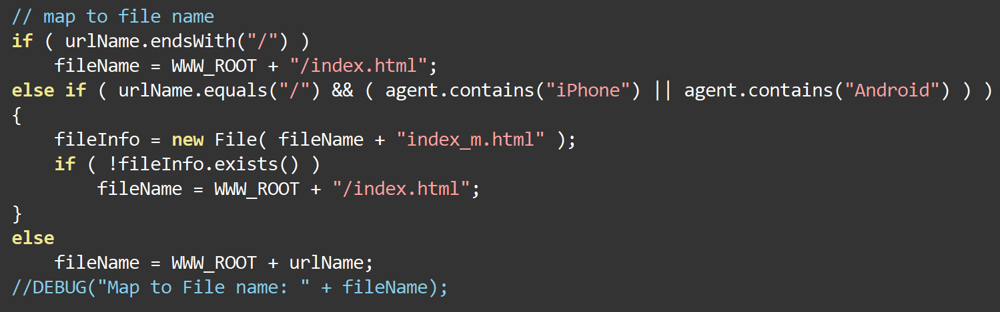 // map to file name
if ( urlName.endsWith("/") )
    fileName = WWW_ROOT + "/index.html";
else if ( urlName.equals("/") && ( agent.contains("iPhone") || agent.contains("Android") ) )
{
    fileInfo = new File( fileName + "index_m.html" );
    if ( !fileInfo.exists() )
        fileName = WWW_ROOT + "/index.html";
}
else
    fileName = WWW_ROOT + urlName;
//DEBUG("Map to File name: " + fileName);